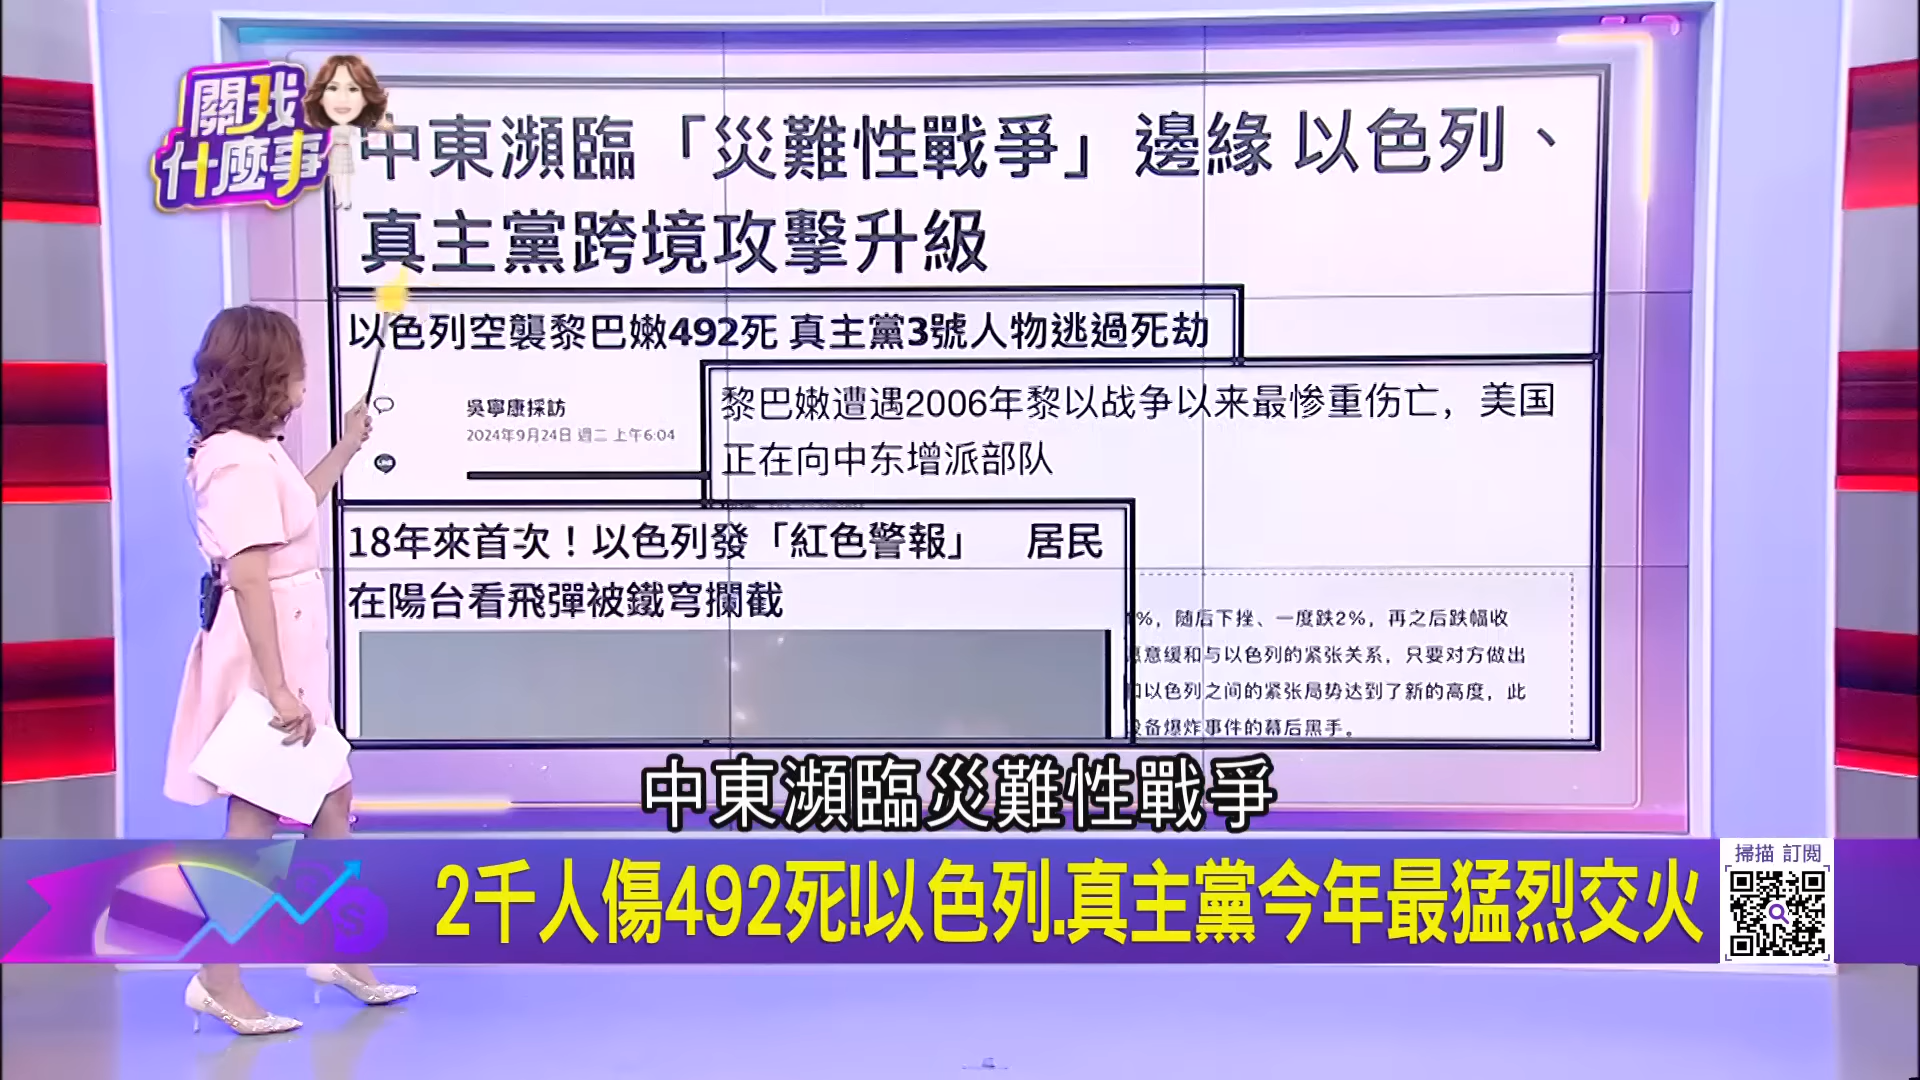 關我
什麼事
中東瀕臨「災難性戰爭」邊緣 以色列、
真主黨跨境攻擊升級
以色列空襲黎巴嫩492死 真主黨3號人物逃過死劫
吳寧康採訪
2024年9月24日 週二 上午6:04
LINE
黎巴嫩遭遇2006年黎以战争以来最惨重伤亡，美国
正在向中东增派部队
18年來首次！以色列發「紅色警報」 居民
在陽台看飛彈被鐵穹攔截
%，随后下挫、一度跌2%，再之后跌幅收
愿意缓和与以色列的紧张关系，只要对方做出
以色列之间的紧张局势达到了新的高度，此
备爆炸事件的幕后黑手。
中東瀕臨災難性戰爭
2千人傷492死!以色列.真主黨今年最猛烈交火
掃描 訂閱